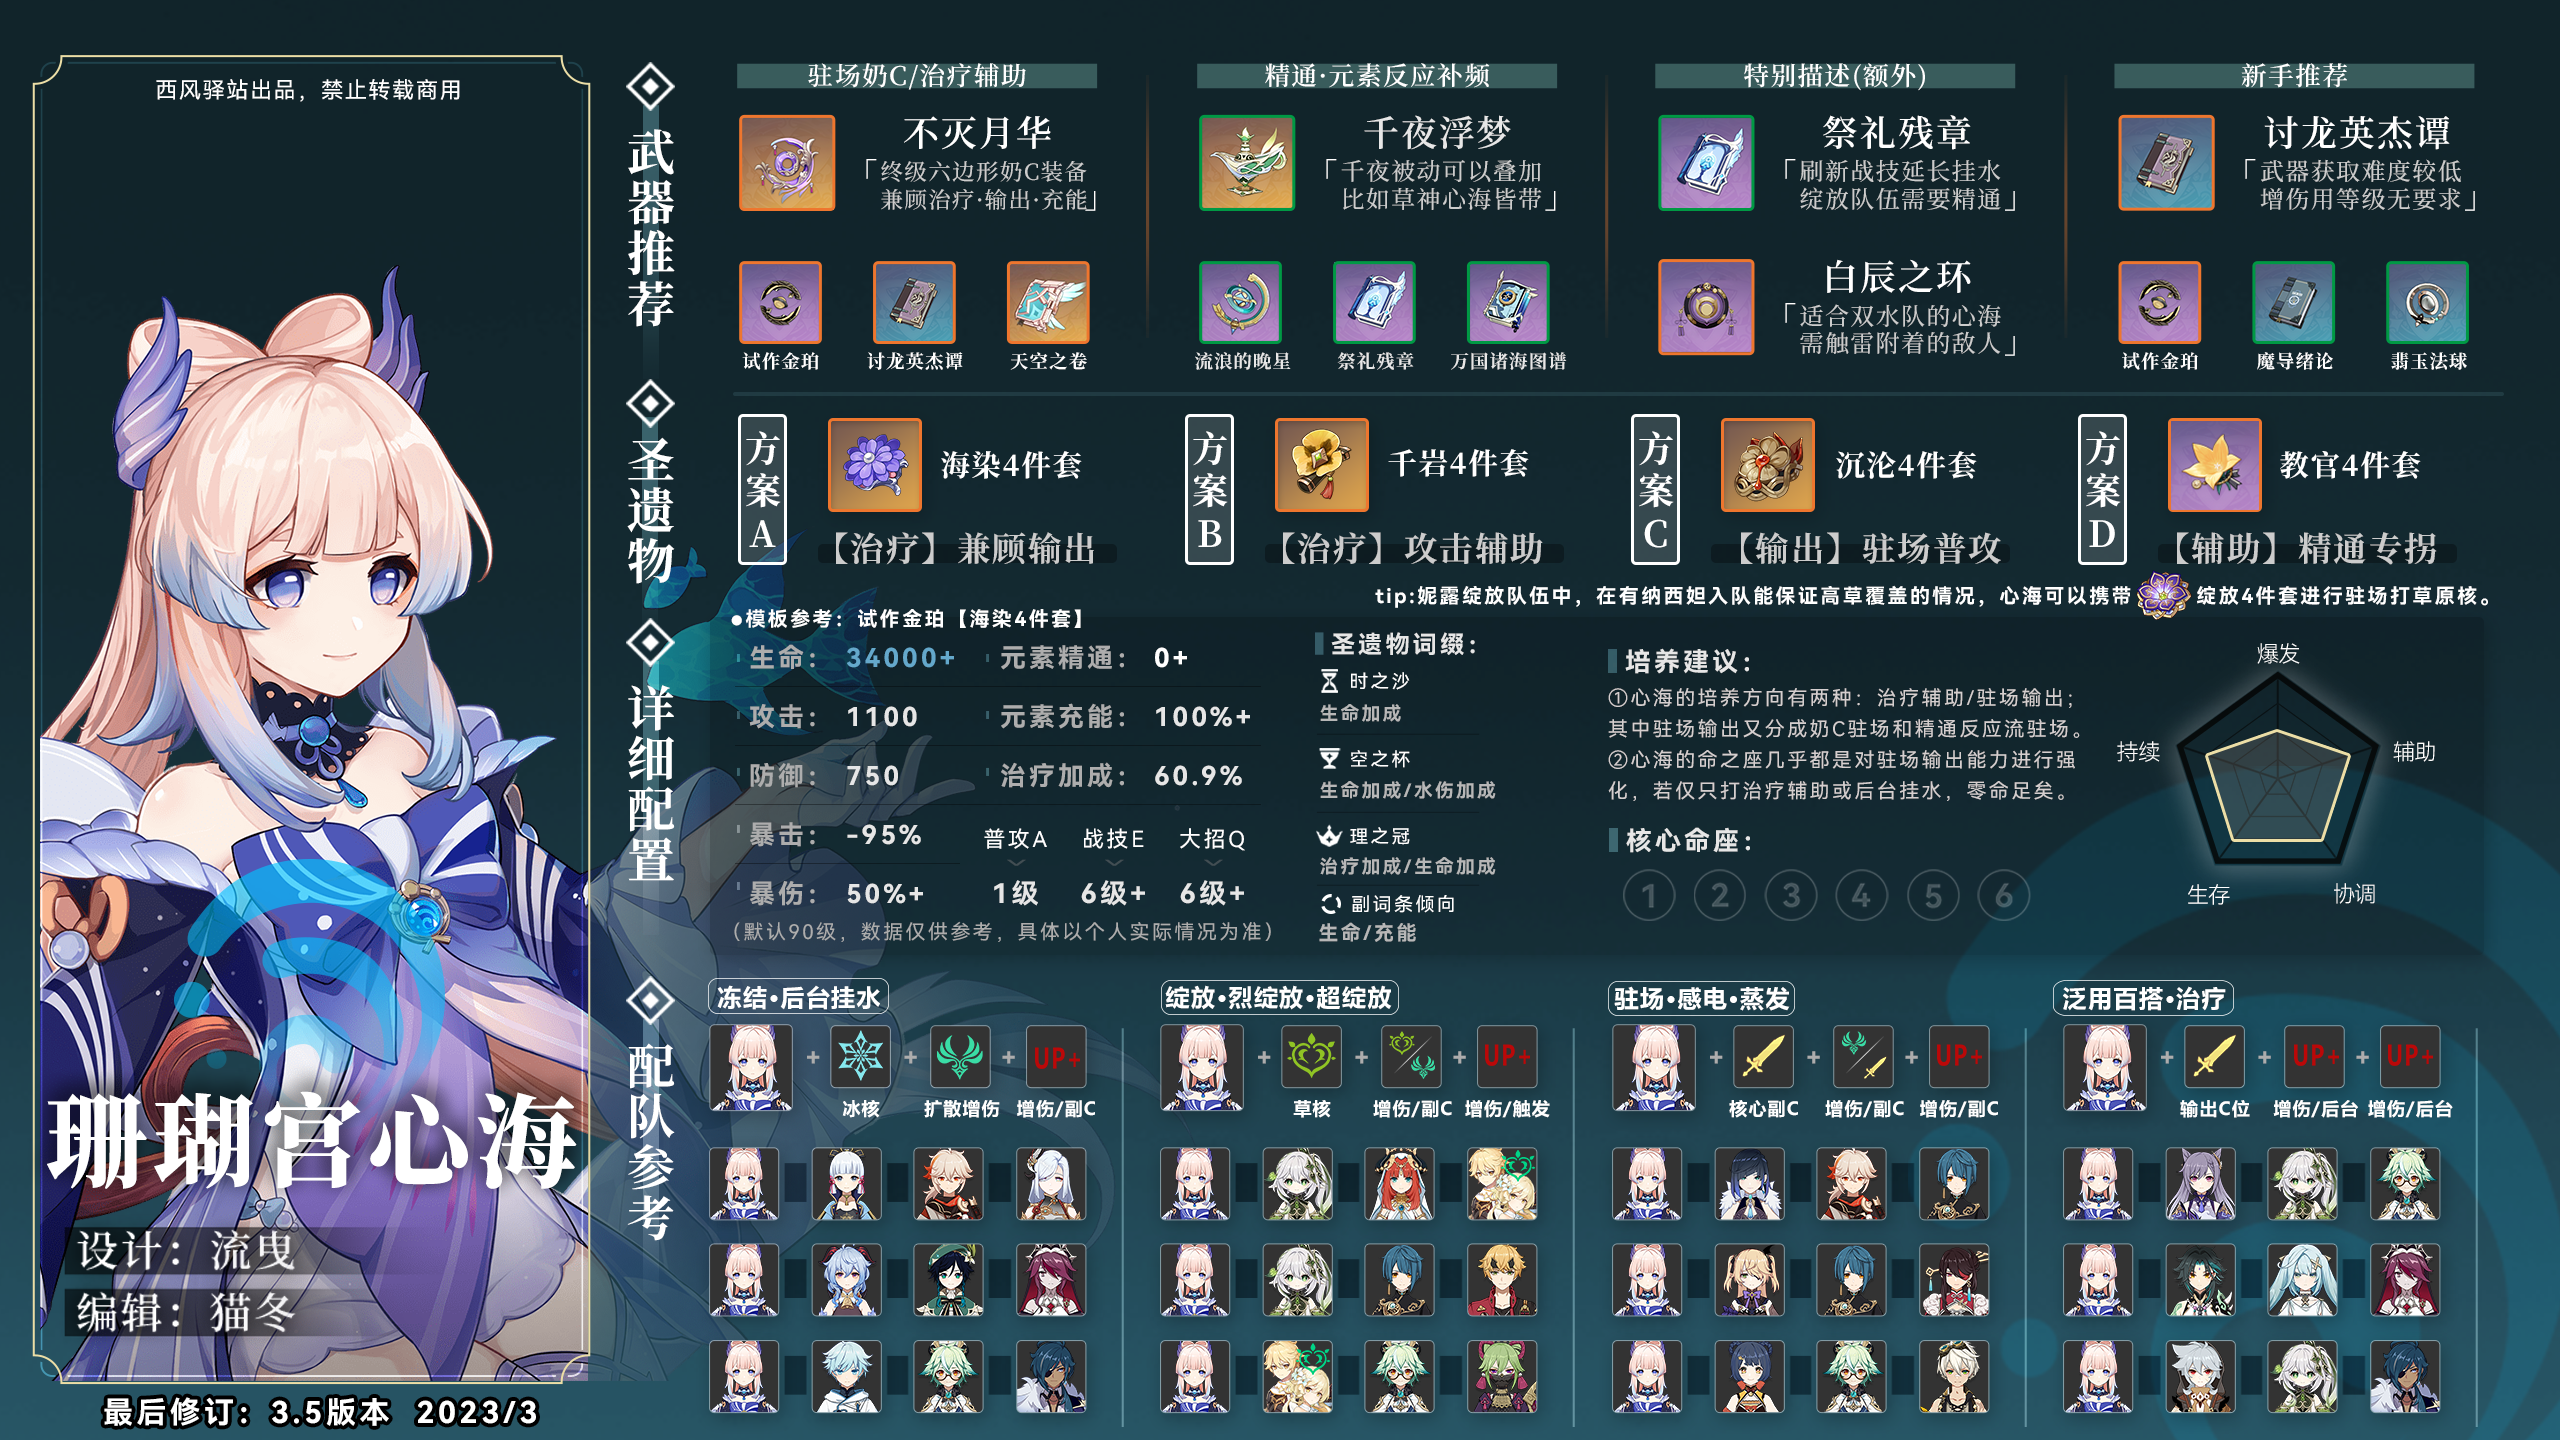 西风驿站出品，禁止转载商用
珊瑚宫心海
设计：流曳
编辑：猫冬
最后修订：3.5版本 2023/3
武器推荐
驻场奶C/治疗辅助
不灭月华
「终级六边形奶C装备
兼顾治疗·输出·充能」
试作金珀
讨龙英杰谭
天空之卷
精通·元素反应补频
千夜浮梦
「千夜被动可以叠加
比如草神心海皆带」
流浪的晚星
祭礼残章
万国诸海图谱
特别描述(额外)
祭礼残章
「刷新战技延长挂水
绽放队伍需要精通」
白辰之环
「适合双水队的心海
需触雷附着的敌人」
新手推荐
讨龙英杰谭
「武器获取难度较低
增伤用等级无要求」
试作金珀
魔导绪论
翡玉法球
圣遗物
方案A
海染4件套
【治疗】兼顾输出
方案B
千岩4件套
【治疗】攻击辅助
方案C
沉沦4件套
【输出】驻场普攻
方案D
教官4件套
【辅助】精通专拐
tip:妮露绽放队伍中，在有纳西妲入队能保证高草覆盖的情况，心海可以携带 绽放4件套进行驻场打草原核。
详细配置
●模板参考：试作金珀【海染4件套】
生命： 34000+ 元素精通： 0+
攻击： 1100 元素充能： 100%+
防御： 750 治疗加成： 60.9%
暴击： -95% 普攻A 战技E 大招Q
暴伤： 50%+ 1级 6级+ 6级+
(默认90级，数据仅供参考，具体以个人实际情况为准)
圣遗物词缀：
时之沙
生命加成
空之杯
生命加成/水伤加成
理之冠
治疗加成/生命加成
副词条倾向
生命/充能
培养建议：
①心海的培养方向有两种：治疗辅助/驻场输出；
其中驻场输出又分成奶C驻场和精通反应流驻场。
②心海的命之座几乎都是对驻场输出能力进行强
化，若仅只打治疗辅助或后台挂水，零命足矣。
核心命座：
1 2 3 4 5 6
爆发
持续
辅助
生存
协调
配队参考
冻结·后台挂水
+ + + UP+
冰核 扩散增伤 增伤/副C
绽放·烈绽放·超绽放
+ + + UP+
草核 增伤/副C 增伤/触发
驻场·感电·蒸发
+ + + UP+
核心副C 增伤/副C 增伤/副C
泛用百搭·治疗
+ + UP+ + UP+
输出C位 增伤/后台 增伤/后台